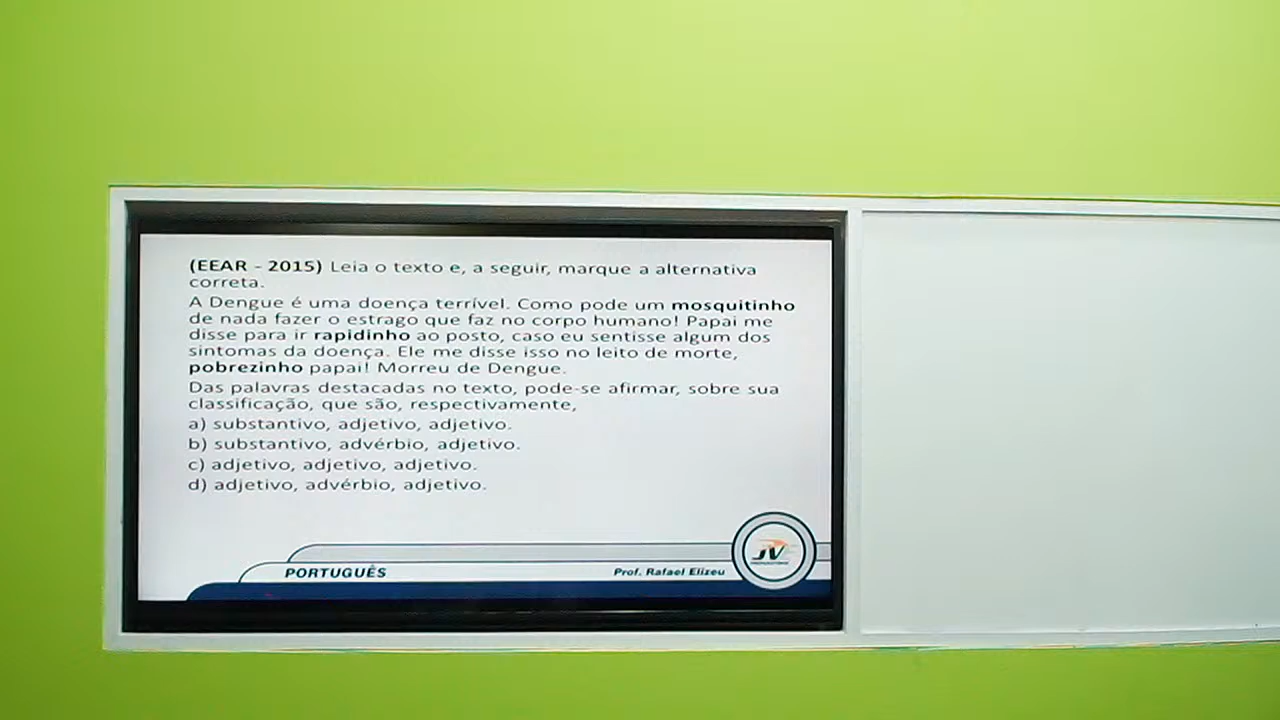 (EEAR - 2015) Leia o texto e, a seguir, marque a alternativa
correta.
A Dengue é uma doença terrível. Como pode um mosquitinho
de nada fazer o estrago que faz no corpo humano! Papai me
disse para ir rapidinho ao posto, caso eu sentisse algum dos
sintomas da doença. Ele me disse isso no leito de morte,
pobrezinho papai! Morreu de Dengue.
Das palavras destacadas no texto, pode-se afirmar, sobre sua
classificação, que são, respectivamente,
a) substantivo, adjetivo, adjetivo.
b) substantivo, advérbio, adjetivo.
c) adjetivo, adjetivo, adjetivo.
d) adjetivo, advérbio, adjetivo.
PORTUGUÊS
Prof. Rafael Elizeu
JV